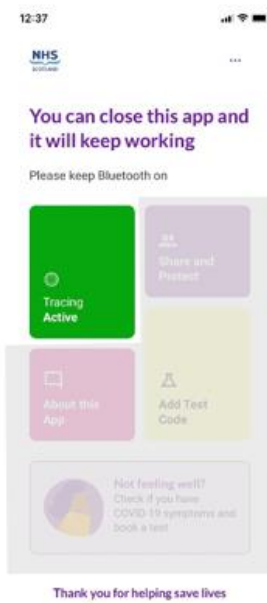 12:37
NHS
SCOTLAND
...
You can close this app and
it will keep working
Please keep Bluetooth on
Share and
Protect
Tracing
Active
About this
App
Add Test
Code
Not feeling well?
Check if you have
COVID-19 symptoms and
book a test
Thank you for helping save lives